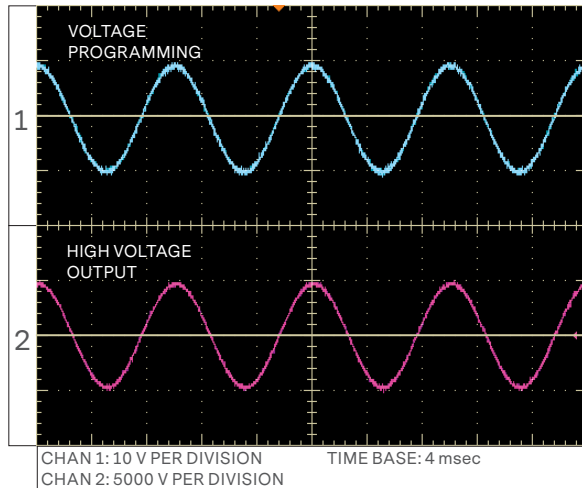 VOLTAGE
PROGRAMMING
1
HIGH VOLTAGE
OUTPUT
2
CHAN 1: 10 V PER DIVISION TIME BASE: 4 msec
CHAN 2: 5000 V PER DIVISION